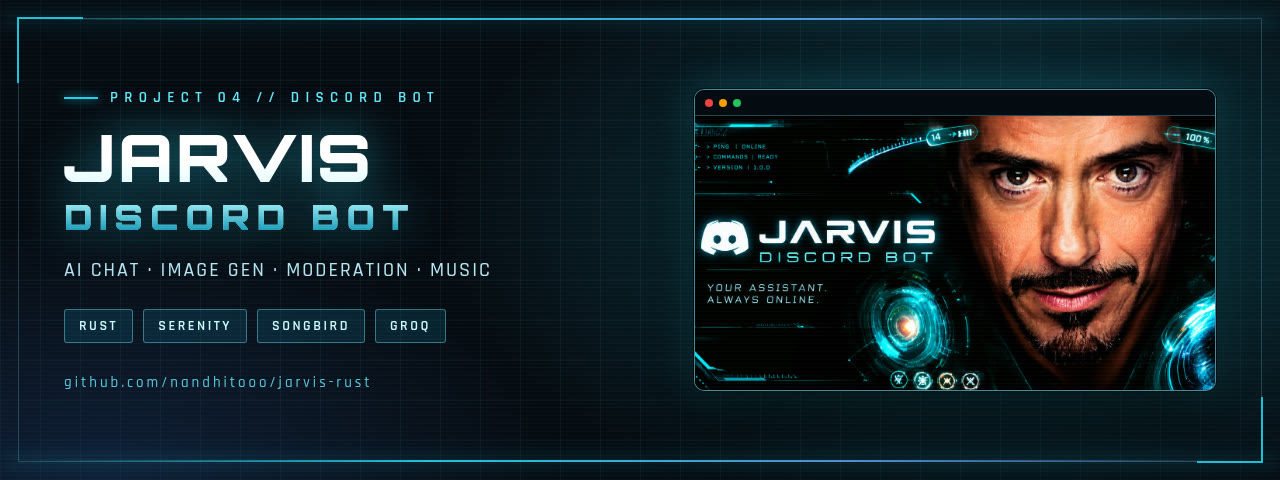 PROJECT 04 // DISCORD BOT
JARVIS
DISCORD BOT
AI CHAT · IMAGE GEN · MODERATION · MUSIC
RUST
SERENITY
SONGBIRD
GROQ
github.com/nandhitooo/jarvis-rust
> PING | ONLINE
> COMMANDS | READY
> VERSION | 1.0.0
14
100%
JARVIS
DISCORD BOT
YOUR ASSISTANT.
ALWAYS ONLINE.